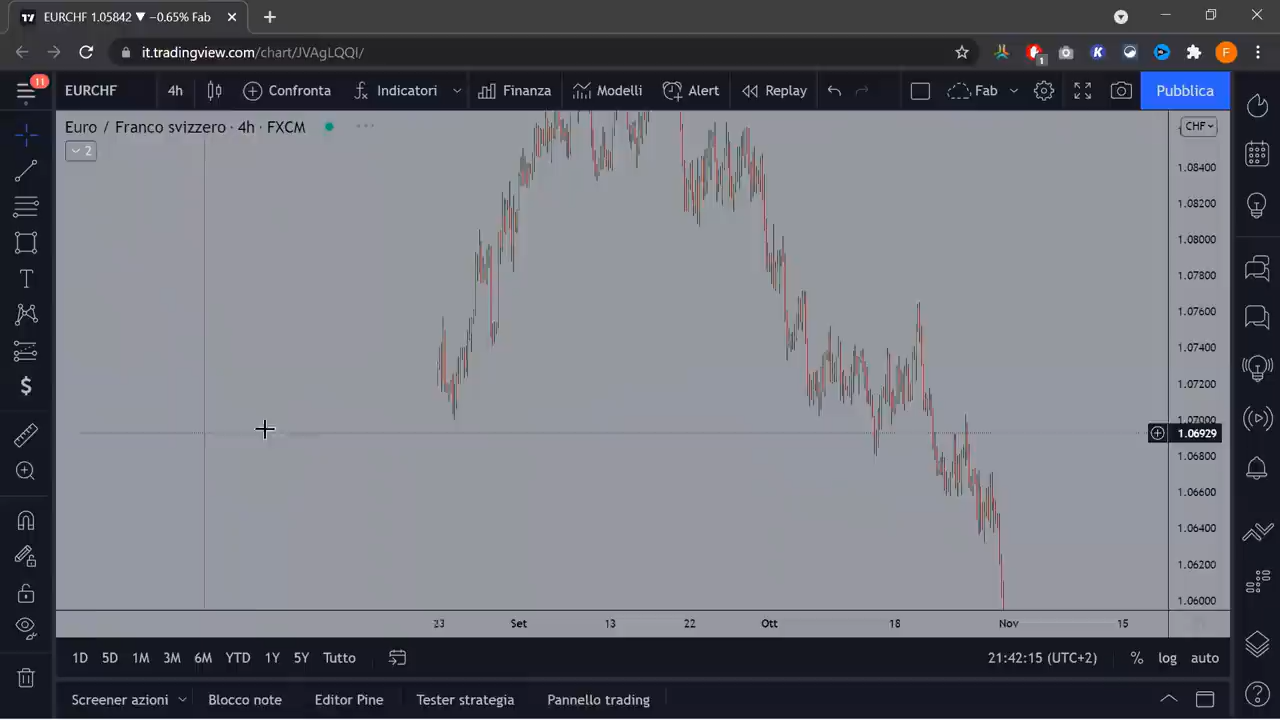 EURCHF 1.05842 ▼ −0.65% Fab
it.tradingview.com/chart/JVAgLQQI/
1
F
11
EURCHF
4h
Confronta
Indicatori
Finanza
Modelli
Alert
Replay
Fab
Pubblica
Euro / Franco svizzero · 4h · FXCM
CHF
2
1.08400
1.08200
1.08000
1.07800
1.07600
1.07400
1.07200
1.07000
1.06929
1.06800
1.06600
1.06400
1.06200
1.06000
23 Set 13 22 Ott 18 Nov 15
1D 5D 1M 3M 6M YTD 1Y 5Y Tutto
21:42:15 (UTC+2) % log auto
Screener azioni Blocco note Editor Pine Tester strategia Pannello trading